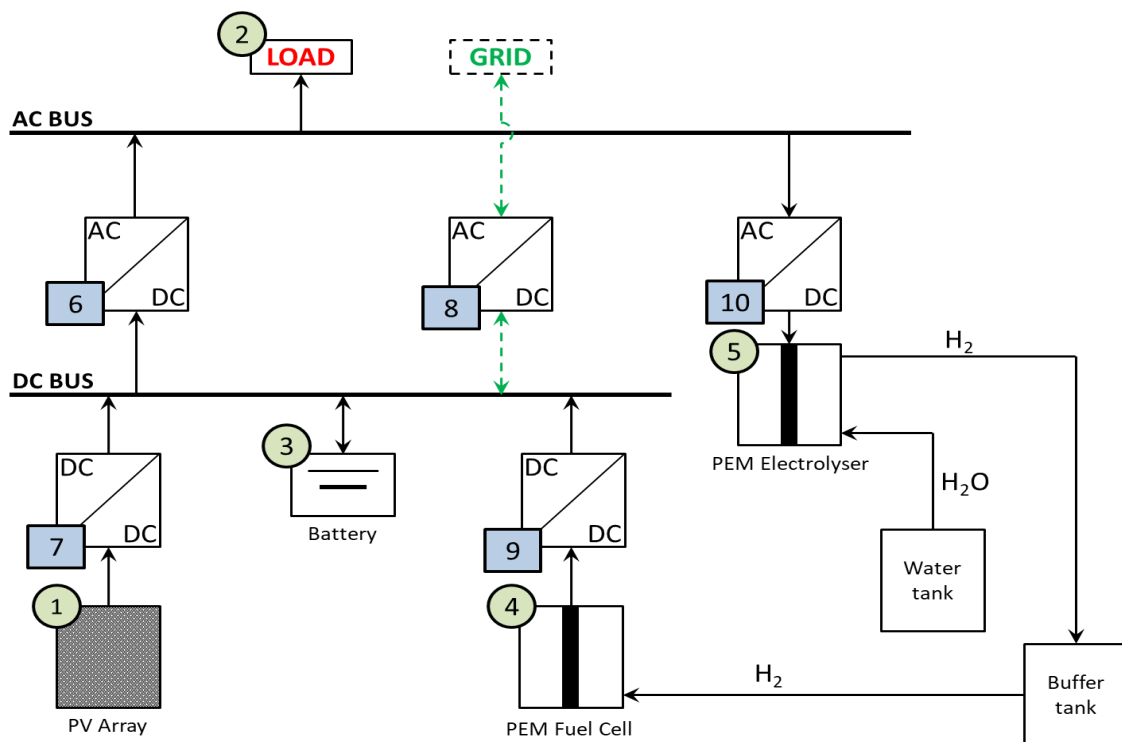 2
LOAD
GRID
AC BUS
AC
DC
6
AC
DC
8
AC
DC
10
5
H₂
DC BUS
PEM Electrolyser
3
H₂O
DC
DC
7
Battery
DC
DC
9
Water
tank
1
4
H₂
Buffer
tank
PV Array
PEM Fuel Cell